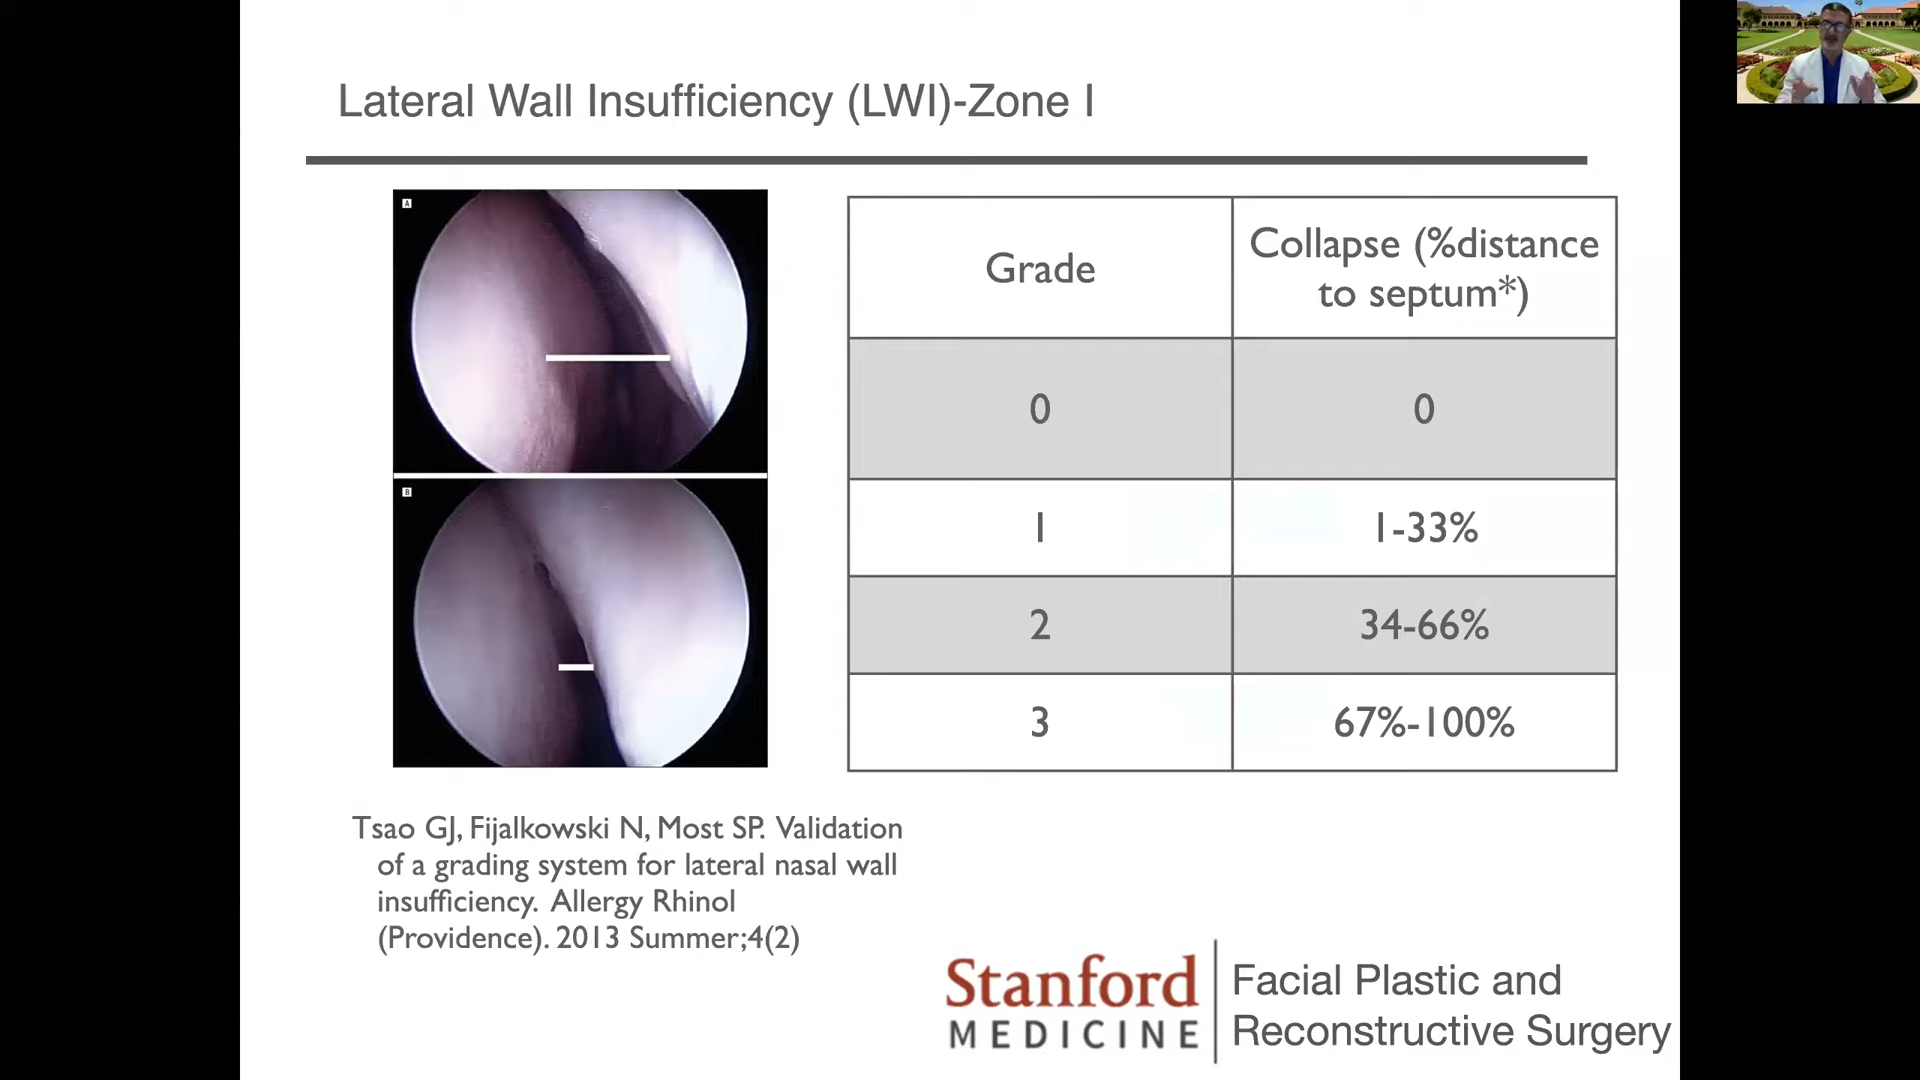 Lateral Wall Insufficiency (LWI)-Zone I
A
B
Grade
Collapse (%distance
to septum*)
0
0
1
1-33%
2
34-66%
3
67%-100%
Tsao GJ, Fijalkowski N, Most SP. Validation
of a grading system for lateral nasal wall
insufficiency. Allergy Rhinol
(Providence). 2013 Summer;4(2)
Stanford
MEDICINE
Facial Plastic and
Reconstructive Surgery